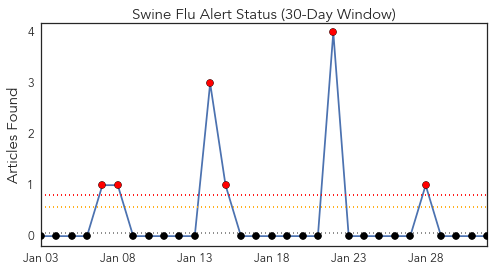 Swine Flu Alert Status (30-Day Window)
Articles Found
4
3
2
1
0
Jan 03 Jan 08 Jan 13 Jan 18 Jan 23 Jan 28